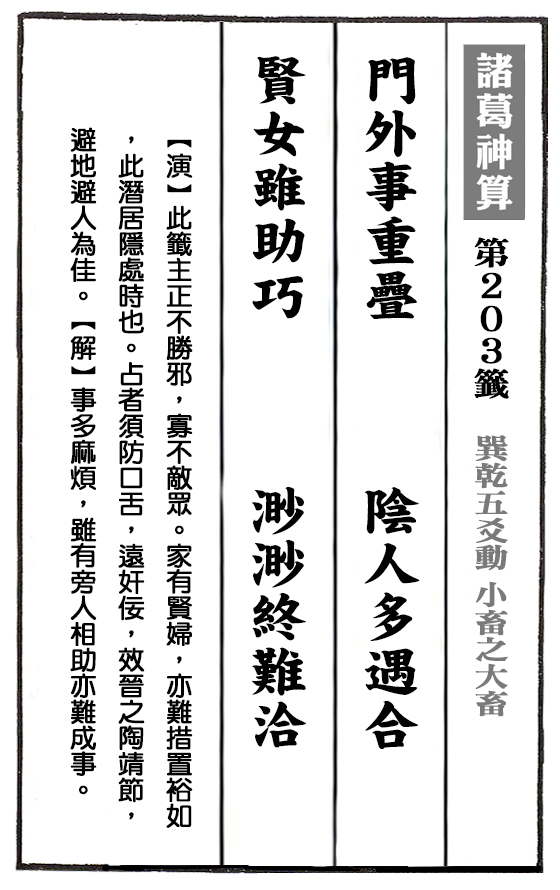 諸葛神算 第203籤 巽乾五爻動 小畜之大畜
門外事重疊 陰人多遇合
賢女雖助巧 渺渺終難洽
【演】此籤主正不勝邪，寡不敵眾。家有賢婦，亦難措置裕如
，此潛居隱處時也。占者須防口舌，遠奸佞，效晉之陶靖節，
避地避人為佳。【解】事多麻煩，雖有旁人相助亦難成事。